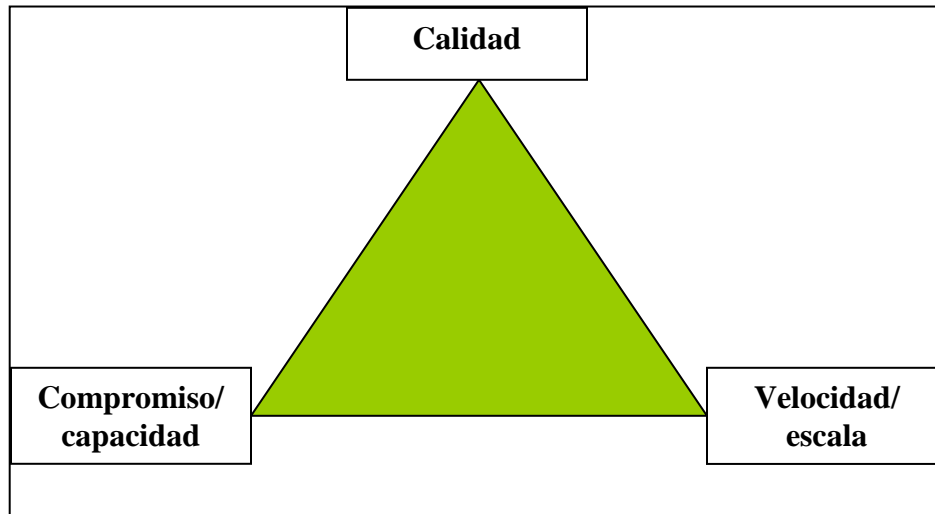 Calidad
Compromiso/
capacidad
Velocidad/
escala